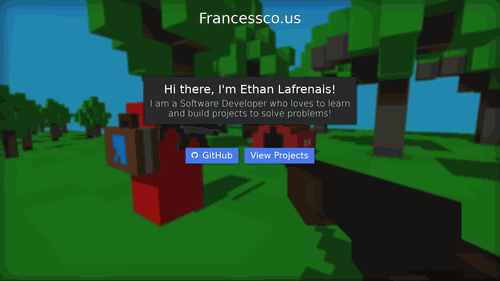 Francessco.us
Hi there, I'm Ethan Lafrenais!
I am a Software Developer who loves to learn
and build projects to solve problems!
GitHub
View Projects